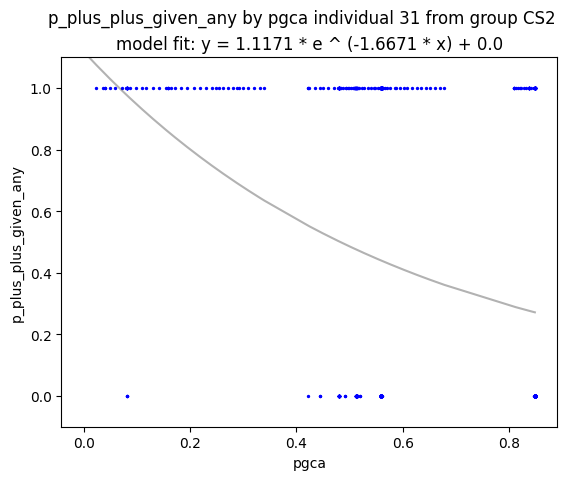 p_plus_plus_given_any by pgca individual 31 from group CS2
model fit: y = 1.1171 * e ^ (-1.6671 * x) + 0.0
1.0
0.8
0.6
0.4
0.2
0.0
p_plus_plus_given_any
0.0 0.2 0.4 0.6 0.8
pgca